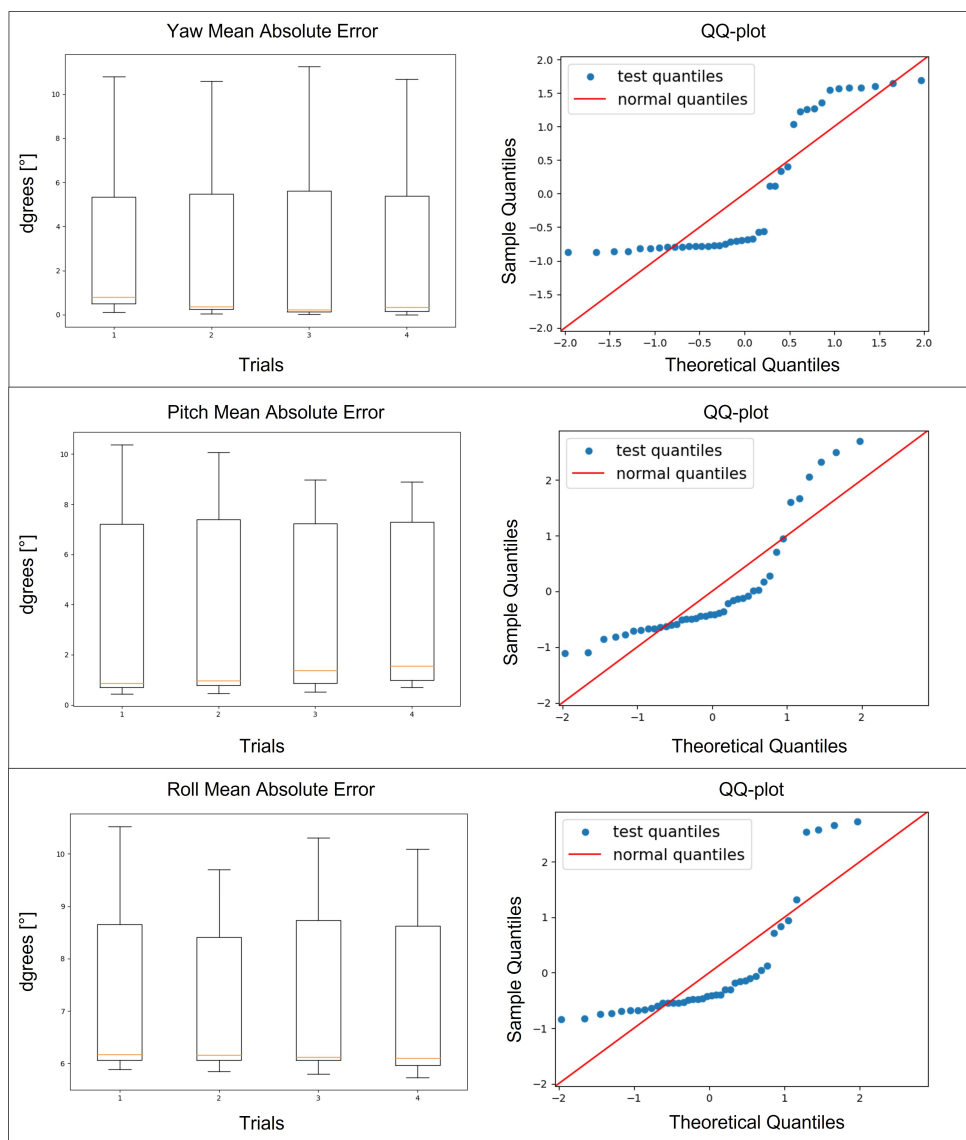 Yaw Mean Absolute Error
dgrees [°]
10
8
6
4
2
0
1 2 3 4
Trials
QQ-plot
test quantiles
normal quantiles
Sample Quantiles
2.0
1.5
1.0
0.5
0.0
−0.5
−1.0
−1.5
−2.0
−2.0 −1.5 −1.0 −0.5 0.0 0.5 1.0 1.5 2.0
Theoretical Quantiles
Pitch Mean Absolute Error
dgrees [°]
10
8
6
4
2
0
1 2 3 4
Trials
QQ-plot
test quantiles
normal quantiles
Sample Quantiles
2
1
0
−1
−2
−2 −1 0 1 2
Theoretical Quantiles
Roll Mean Absolute Error
dgrees [°]
10
9
8
7
6
1 2 3 4
Trials
QQ-plot
test quantiles
normal quantiles
Sample Quantiles
2
1
0
−1
−2
−2 −1 0 1 2
Theoretical Quantiles